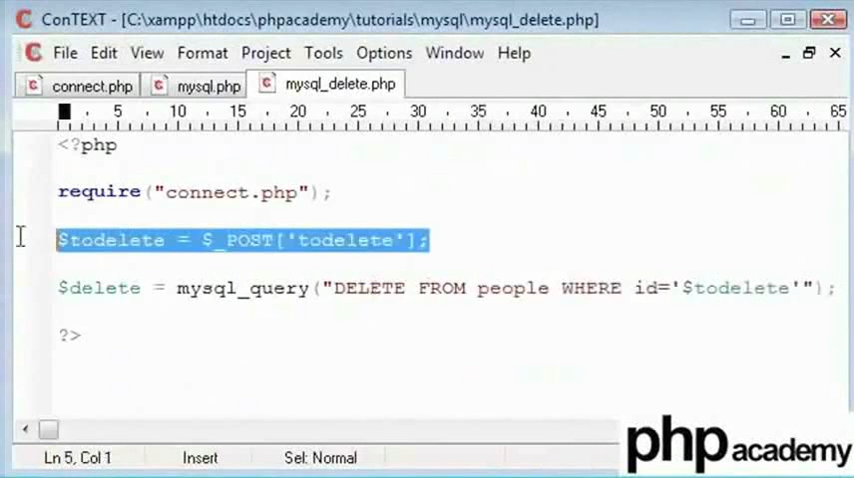 ConTEXT - [C:\xampp\htdocs\phpacademy\tutorials\mysql\mysql_delete.php]
File Edit View Format Project Tools Options Window Help
connect.php mysql.php mysql_delete.php
5 10 15 20 25 30 35 40 45 50 55 60 65
<?php
require("connect.php");
$todelete = $_POST['todelete'];
$delete = mysql_query("DELETE FROM people WHERE id='$todelete'");
?>
php academy
Ln 5, Col 1 Insert Sel: Normal